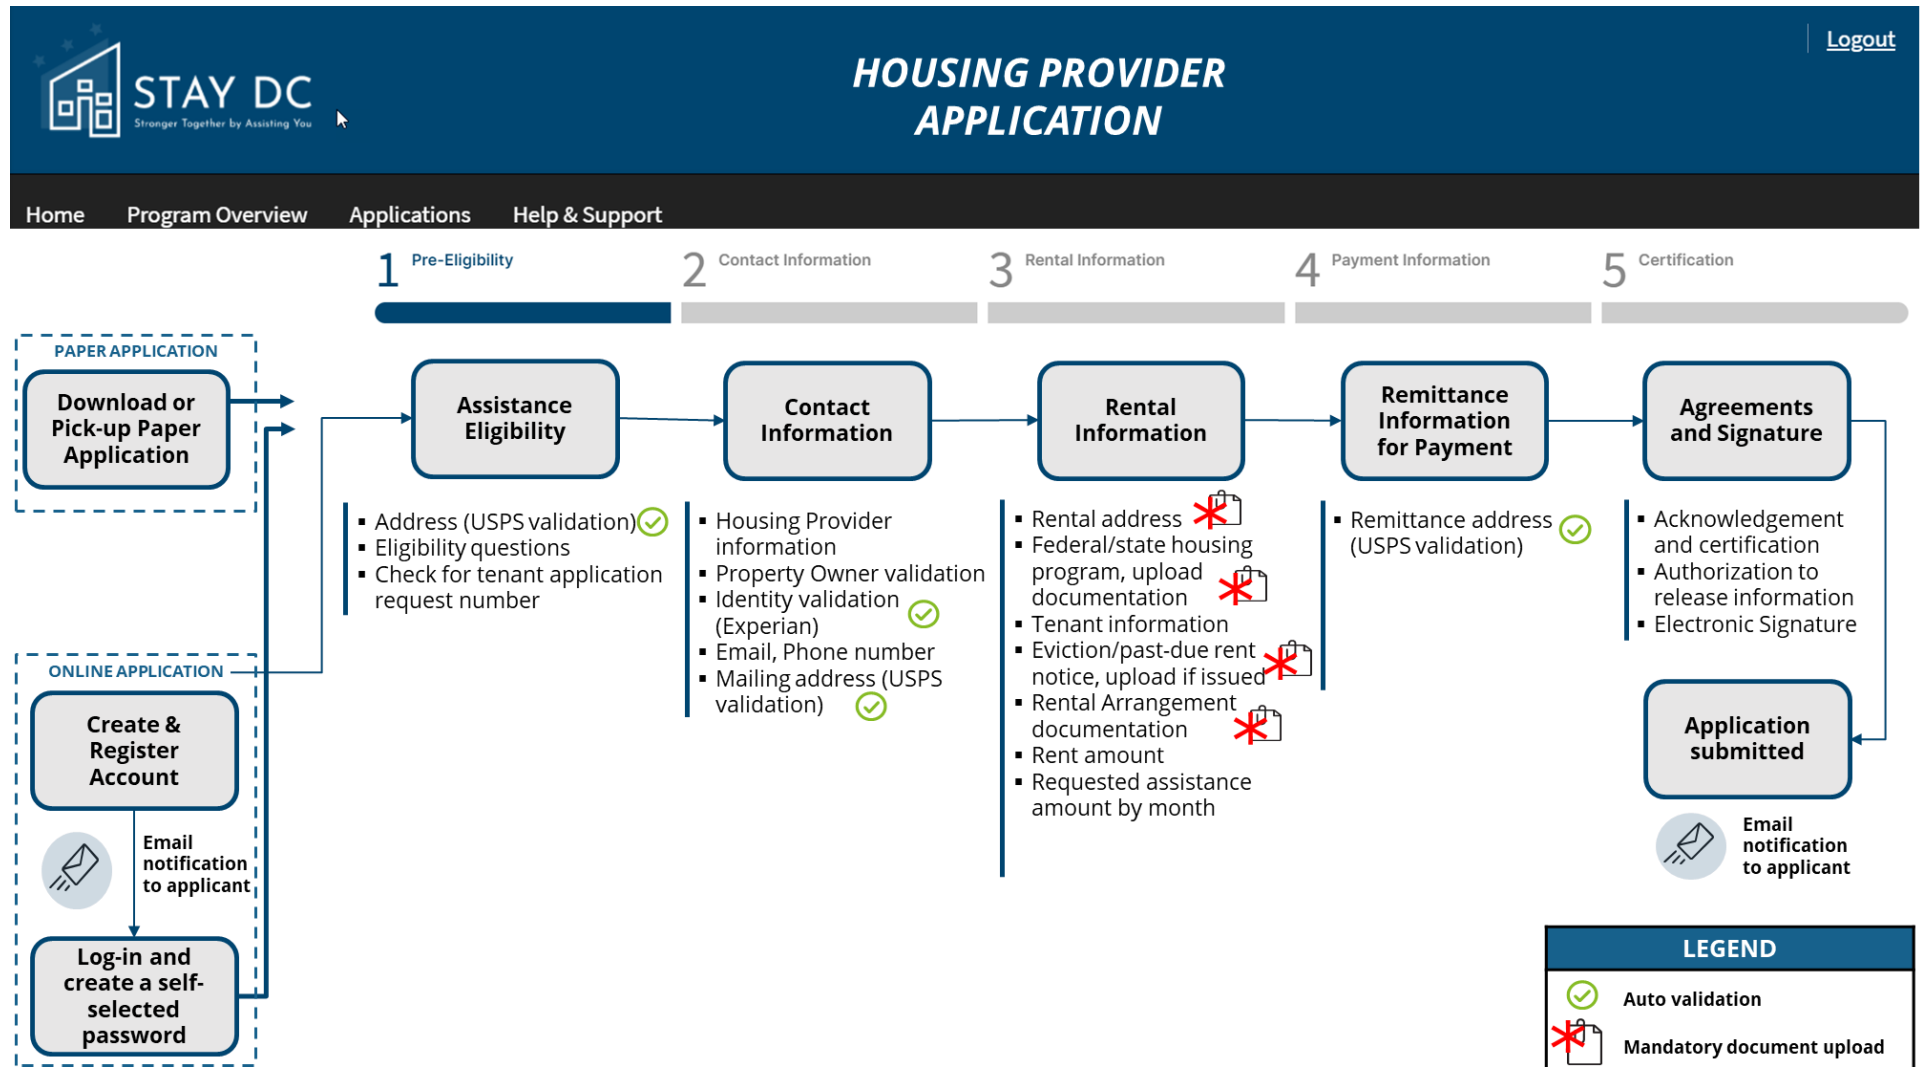 Logout
STAY DC
Stronger Together by Assisting You
HOUSING PROVIDER
APPLICATION
Home
Program Overview
Applications
Help & Support
1 Pre-Eligibility
2 Contact Information
3 Rental Information
4 Payment Information
5 Certification
PAPER APPLICATION
Download or
Pick-up Paper
Application
ONLINE APPLICATION
Create &
Register
Account
Email
notification
to applicant
Log-in and
create a self-
selected
password
Assistance
Eligibility
▪ Address (USPS validation)
▪ Eligibility questions
▪ Check for tenant application
request number
Contact
Information
▪ Housing Provider
information
▪ Property Owner validation
▪ Identity validation
(Experian)
▪ Email, Phone number
▪ Mailing address (USPS
validation)
Rental
Information
▪ Rental address
▪ Federal/state housing
program, upload
documentation
▪ Tenant information
▪ Eviction/past-due rent
notice, upload if issued
▪ Rental Arrangement
documentation
▪ Rent amount
▪ Requested assistance
amount by month
Remittance
Information
for Payment
▪ Remittance address
(USPS validation)
Agreements
and Signature
▪ Acknowledgement
and certification
▪ Authorization to
release information
▪ Electronic Signature
Application
submitted
Email
notification
to applicant
LEGEND
Auto validation
Mandatory document upload